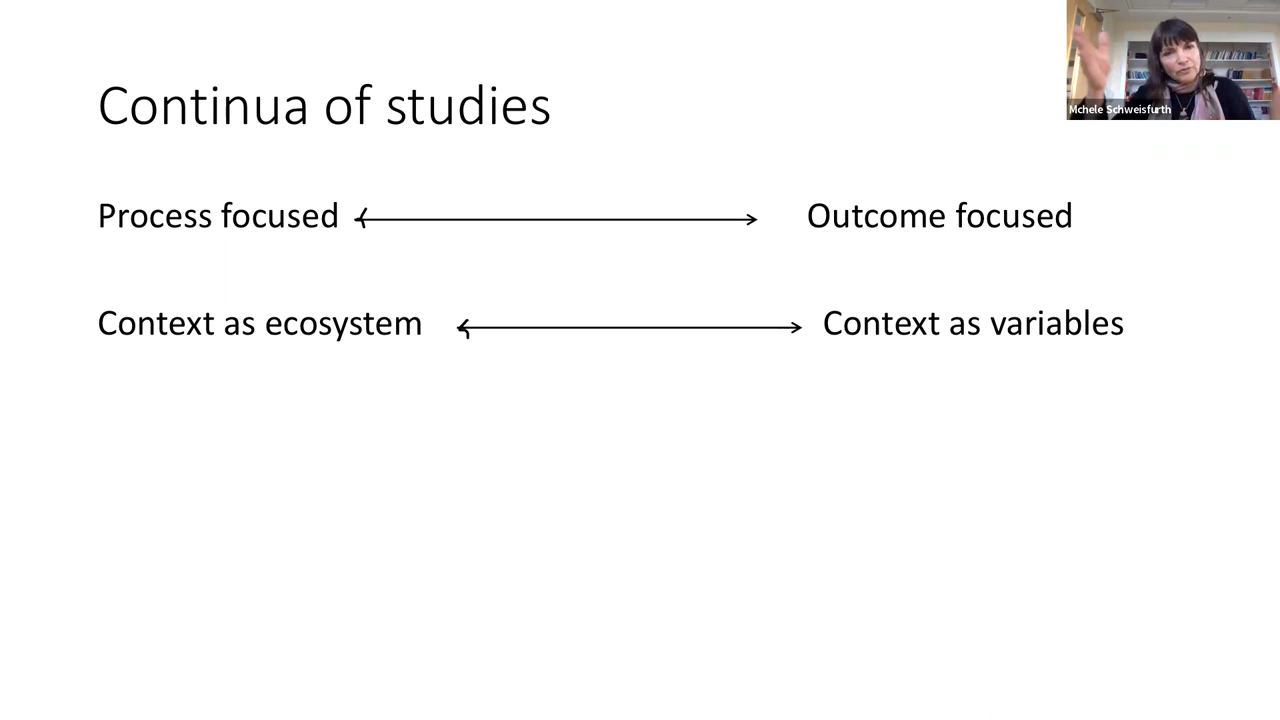 Continua of studies
Mchele Schweisfurth
Process focused Outcome focused
Context as ecosystem Context as variables